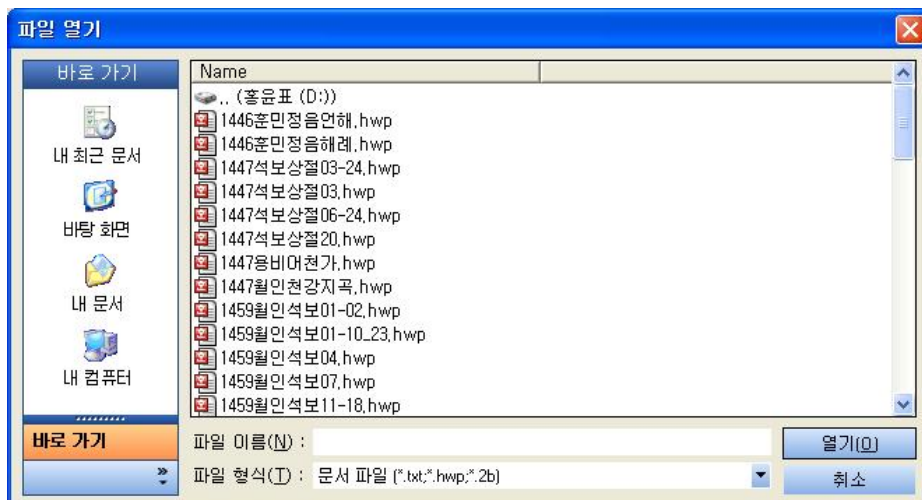 파일 열기
바로 가기
내 최근 문서
바탕 화면
내 문서
내 컴퓨터
바로 가기
Name
.. (홍윤표 (D:))
1446훈민정음언해.hwp
1446훈민정음해례.hwp
1447석보상절03-24.hwp
1447석보상절03.hwp
1447석보상절06-24.hwp
1447석보상절20.hwp
1447용비어천가.hwp
1447월인천강지곡.hwp
1459월인석보01-02.hwp
1459월인석보01-10_23.hwp
1459월인석보04.hwp
1459월인석보07.hwp
1459월인석보11-18.hwp
파일 이름(N) :
열기(O)
파일 형식(T) : 문서 파일 (*.txt;*.hwp;*.2b)
취소